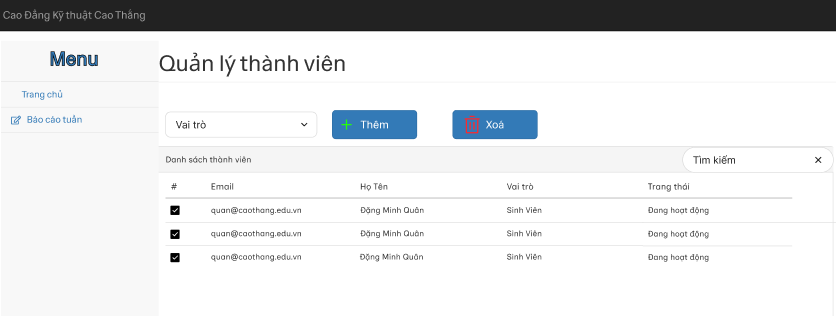 Cao Đẳng Kỹ thuật Cao Thắng
Menu
Trang chủ
Báo cáo tuần
Quản lý thành viên
Vai trò
Thêm
Xoá
Danh sách thành viên
Tìm kiếm
# Email Họ Tên Vai trò Trang thái
quan@caothang.edu.vn Đặng Minh Quân Sinh Viên Đang hoạt động
quan@caothang.edu.vn Đặng Minh Quân Sinh Viên Đang hoạt động
quan@caothang.edu.vn Đặng Minh Quân Sinh Viên Đang hoạt động